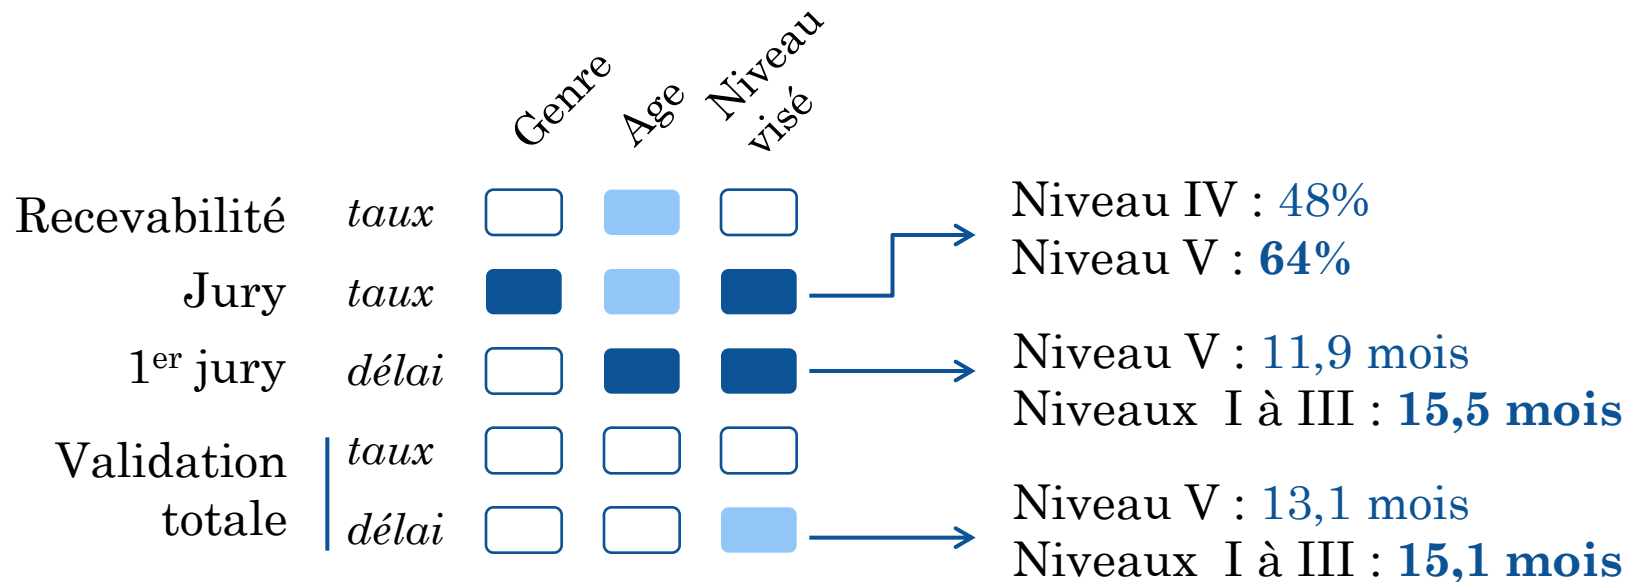 Genre
Age
Niveau
visé
Recevabilité taux
Niveau IV : 48%
Niveau V : 64%
Jury taux
1er jury délai
Niveau V : 11,9 mois
Niveaux I à III : 15,5 mois
Validation
totale
taux
délai
Niveau V : 13,1 mois
Niveaux I à III : 15,1 mois